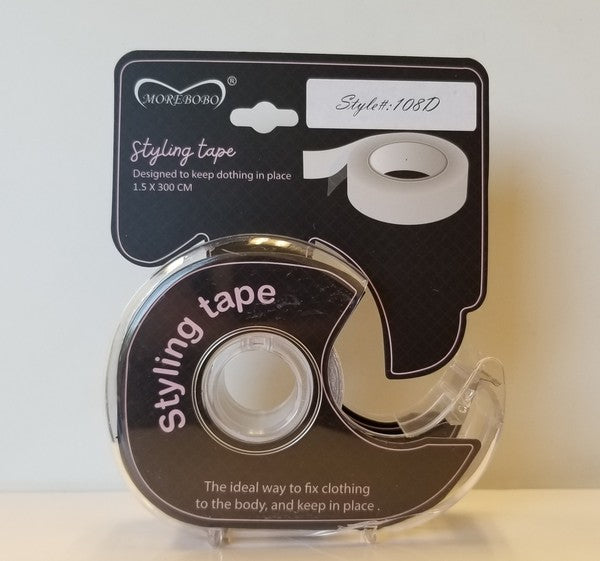 MOREBOBO®
Style#:108D
Styling tape
Designed to keep dothing in place
1.5 X 300 CM
Styling tape
The ideal way to fix clothing
to the body, and keep in place .